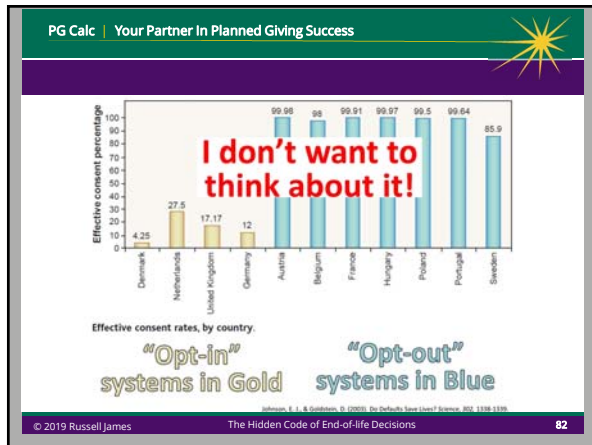 PG Calc | Your Partner In Planned Giving Success
99.98 98 99.91 99.97 99.5 99.64
100
90
80
70
60
50
40
30
20
10
0
85.9
27.5
17.17
12
4.25
I don't want to
think about it!
Effective consent percentage
Denmark
Netherlands
United Kingdom
Germany
Austria
Belgium
France
Hungary
Poland
Portugal
Sweden
Effective consent rates, by country.
"Opt-in"
systems in Gold
"Opt-out"
systems in Blue
Johnson, E. J., & Goldstein, D. (2003). Do Defaults Save Lives? Science, 302, 1338-1339.
© 2019 Russell James
The Hidden Code of End-of-life Decisions
82